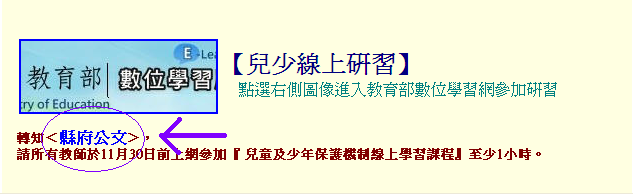 E-Lea
教育部 數位學習
ry of Education
【兒少線上研習】
點選右側圖像進入教育部數位學習網參加研習
轉知＜縣府公文＞，
請所有教師於11月30日前上網參加『 兒童及少年保護機制線上學習課程』至少1小時。